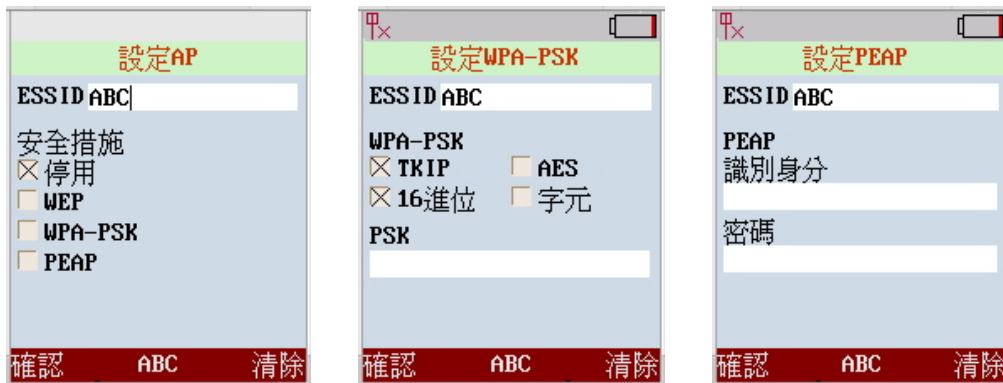 設定AP
ESSID ABC
安全措施
停用
WEP
WPA-PSK
PEAP
確認 ABC 清除
設定WPA-PSK
ESSID ABC
WPA-PSK
TKIP AES
16進位 字元
PSK
確認 ABC 清除
設定PEAP
ESSID ABC
PEAP
識別身分
密碼
確認 ABC 清除